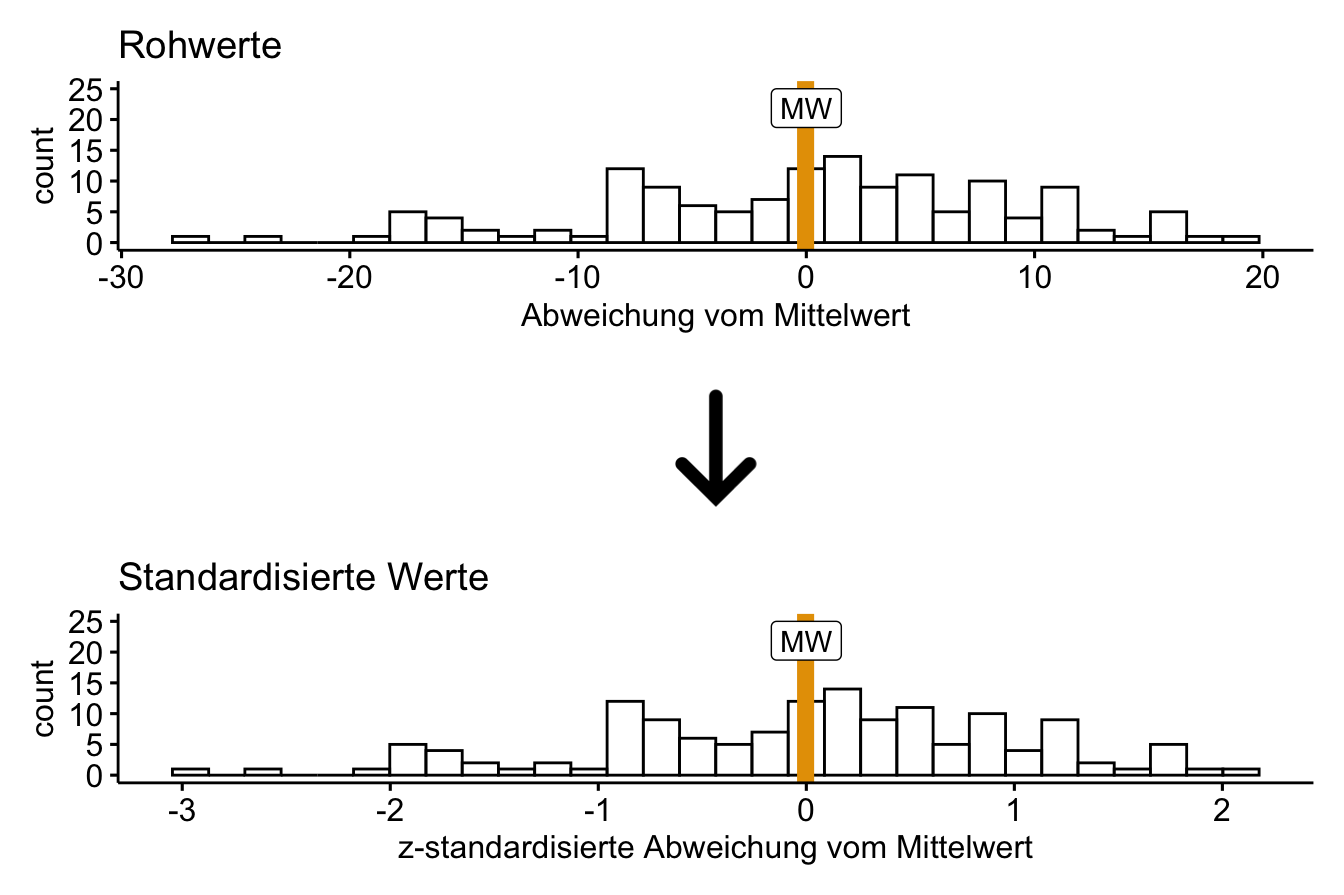 Rohwerte
25
20
15
10
5
0
count
MW
-30 -20 -10 0 10 20
Abweichung vom Mittelwert
Standardisierte Werte
25
20
15
10
5
0
count
MW
-3 -2 -1 0 1 2
z-standardisierte Abweichung vom Mittelwert